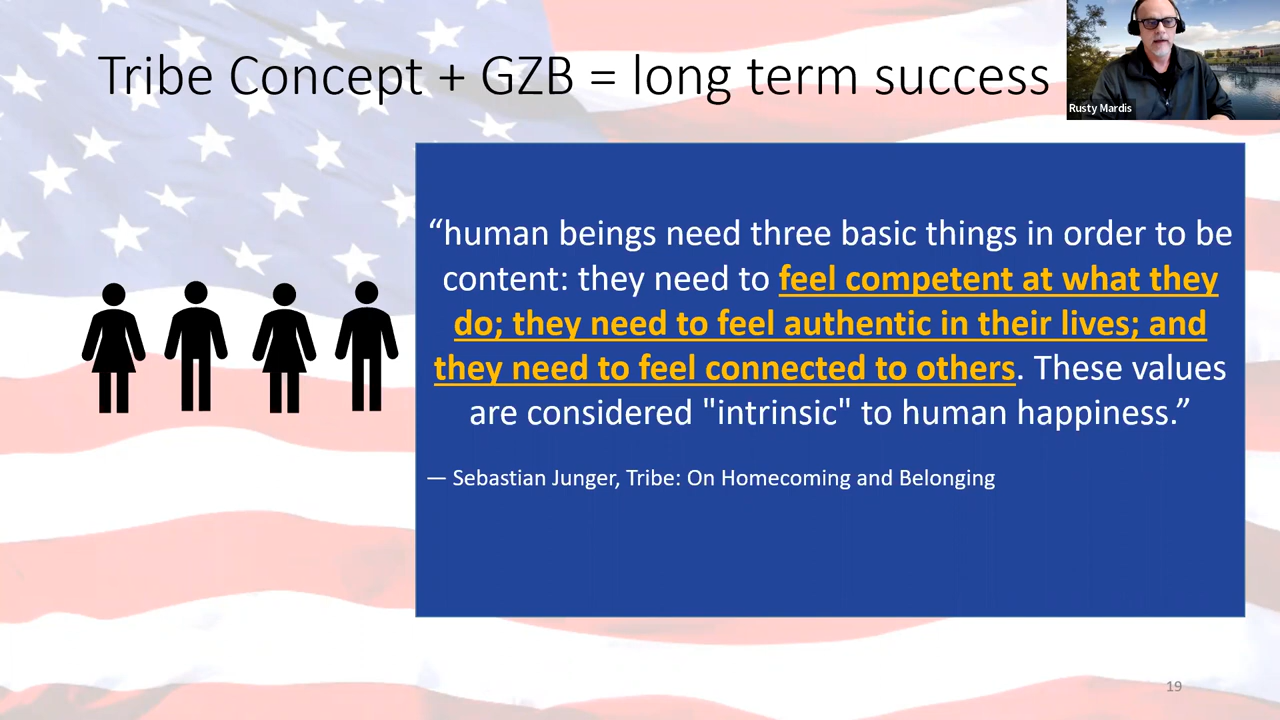 Tribe Concept + GZB = long term success
Rusty Mardis
“human beings need three basic things in order to be
content: they need to feel competent at what they
do; they need to feel authentic in their lives; and
they need to feel connected to others. These values
are considered "intrinsic" to human happiness.”
— Sebastian Junger, Tribe: On Homecoming and Belonging
19